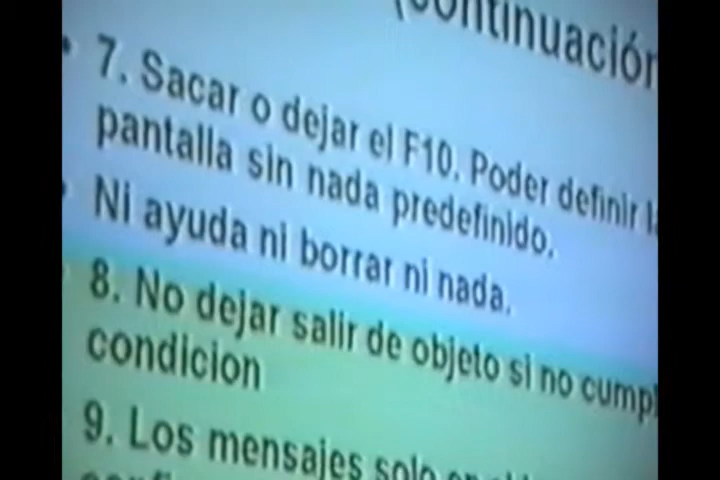 (continuación
7. Sacar o dejar el F10. Poder definir
pantalla sin nada predefinido.
Ni ayuda ni borrar ni nada.
8. No dejar salir de objeto si no
condicion
9. Los mensajes solo